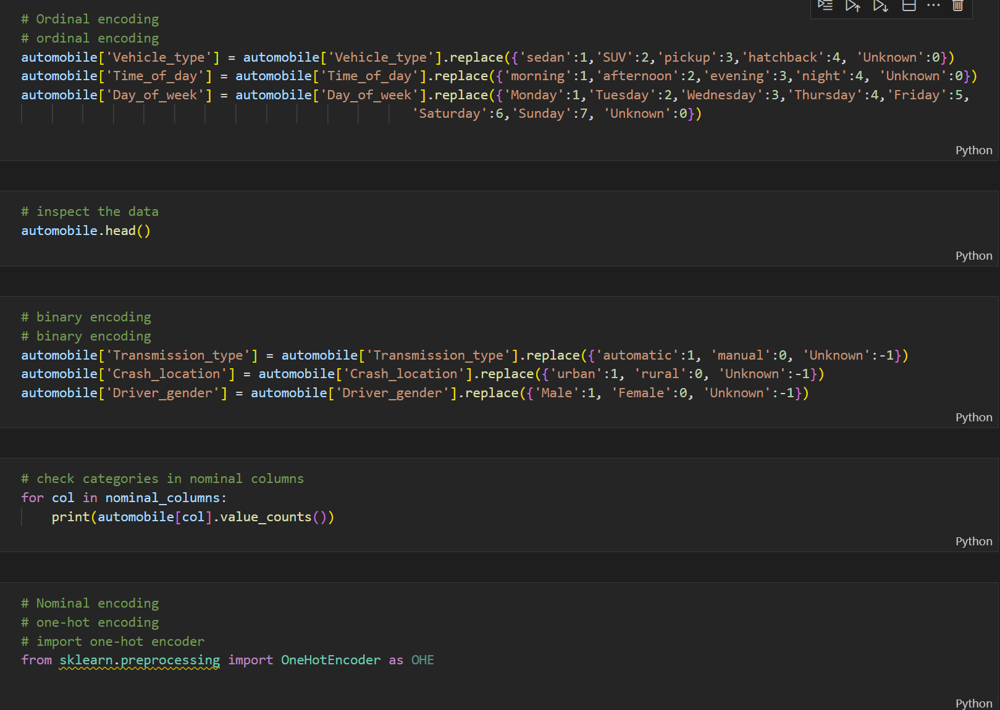 # Ordinal encoding
# ordinal encoding
automobile['Vehicle_type'] = automobile['Vehicle_type'].replace({'sedan':1,'SUV':2,'pickup':3,'hatchback':4, 'Unknown':0})
automobile['Time_of_day'] = automobile['Time_of_day'].replace({'morning':1,'afternoon':2,'evening':3,'night':4, 'Unknown':0})
automobile['Day_of_week'] = automobile['Day_of_week'].replace({'Monday':1,'Tuesday':2,'Wednesday':3,'Thursday':4,'Friday':5,
'Saturday':6,'Sunday':7, 'Unknown':0})
Python
# inspect the data
automobile.head()
Python
# binary encoding
# binary encoding
automobile['Transmission_type'] = automobile['Transmission_type'].replace({'automatic':1, 'manual':0, 'Unknown':-1})
automobile['Crash_location'] = automobile['Crash_location'].replace({'urban':1, 'rural':0, 'Unknown':-1})
automobile['Driver_gender'] = automobile['Driver_gender'].replace({'Male':1, 'Female':0, 'Unknown':-1})
Python
# check categories in nominal columns
for col in nominal_columns:
    print(automobile[col].value_counts())
Python
# Nominal encoding
# one-hot encoding
# import one-hot encoder
from sklearn.preprocessing import OneHotEncoder as OHE
Python